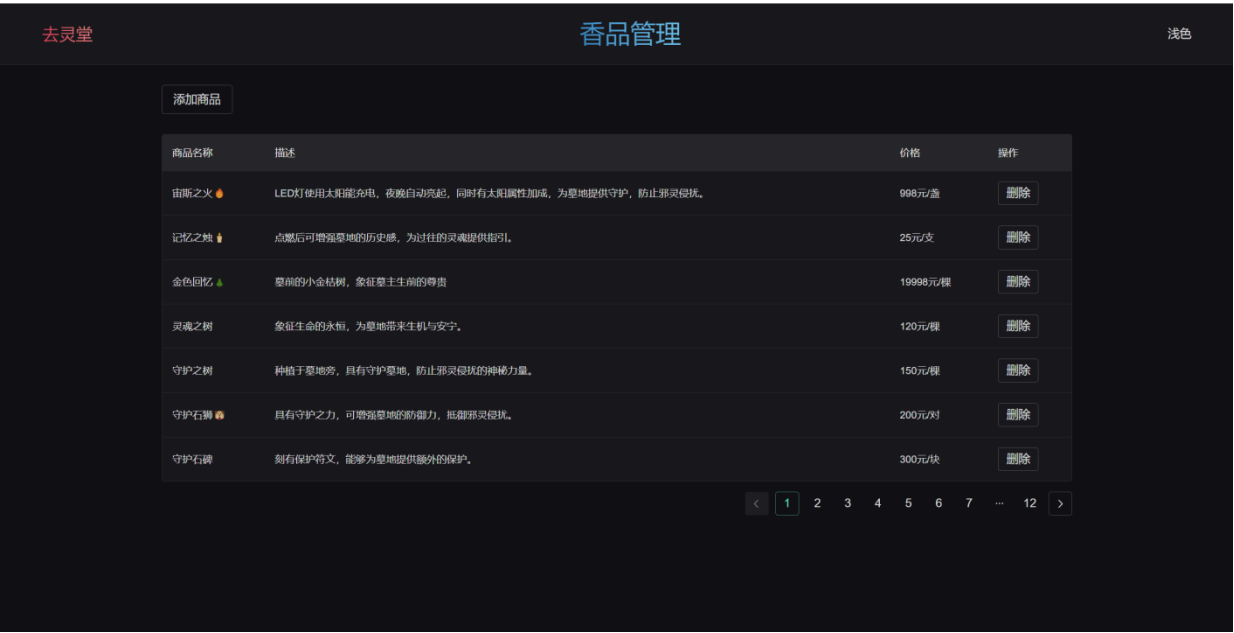 去灵堂 香品管理 浅色
添加商品
商品名称 描述 价格 操作
宙斯之火 LED灯使用太阳能充电，夜晚自动亮起，同时有太阳属性加成，为墓地提供守护，防止邪灵侵扰。 998元/盏 删除
记忆之烛 点燃后可增强墓地的历史感，为过往的灵魂提供指引。 25元/支 删除
金色回忆 墓前的小金桔树，象征墓主生前的尊贵 19998元/棵 删除
灵魂之树 象征生命的永恒，为墓地带来生机与安宁。 120元/棵 删除
守护之树 种植于墓地旁，具有守护墓地，防止邪灵侵扰的神秘力量。 150元/棵 删除
守护石狮 具有守护之力，可增强墓地的防御力，抵御邪灵侵扰。 200元/对 删除
守护石碑 刻有保护符文，能够为墓地提供额外的保护。 300元/块 删除
< 1 2 3 4 5 6 7 ··· 12 >